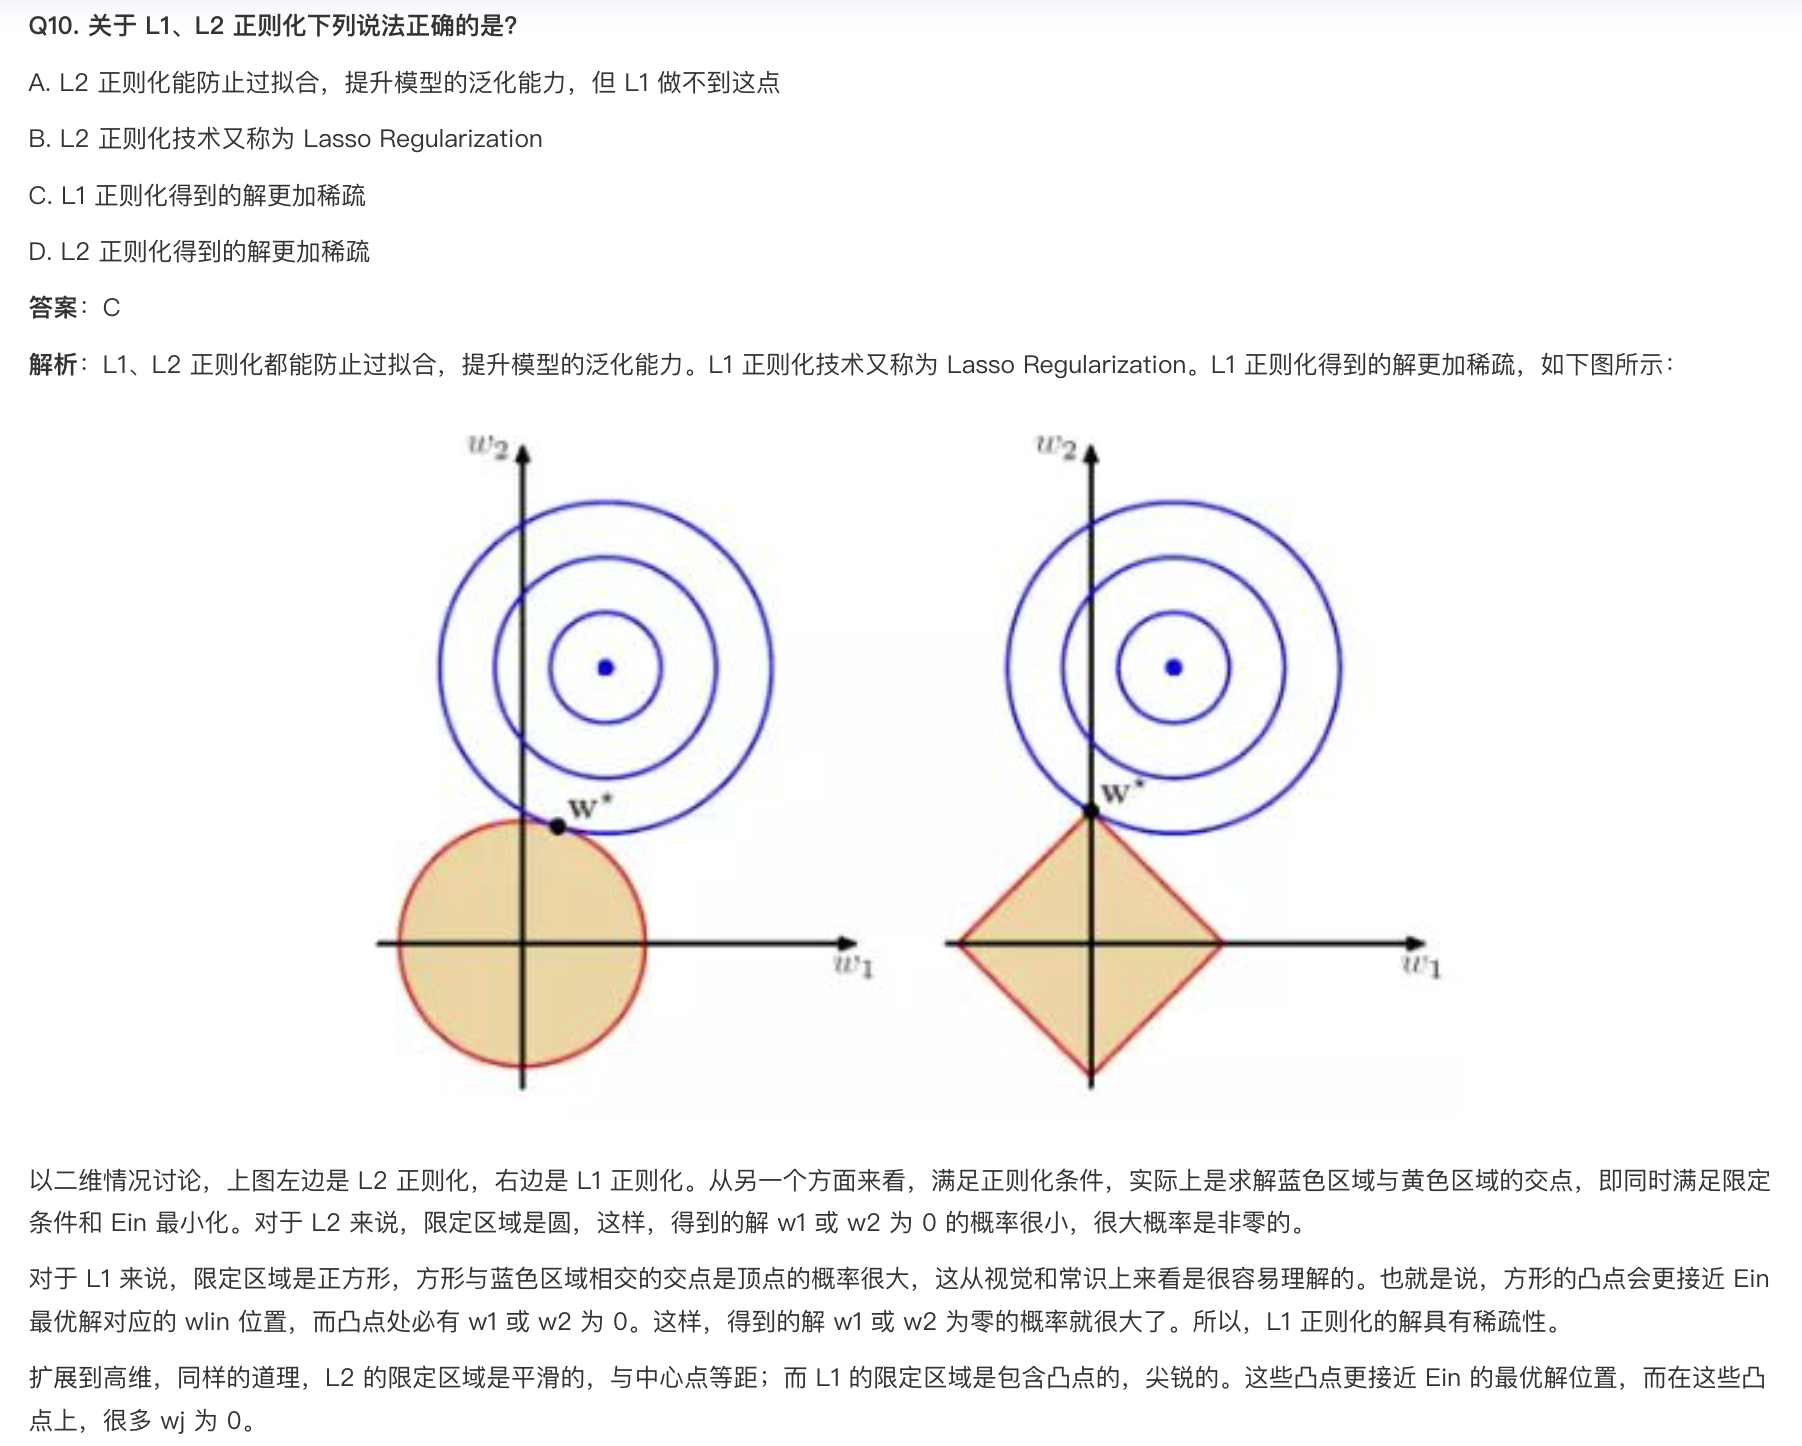 Q10. 关于 L1、L2 正则化下列说法正确的是？
A. L2 正则化能防止过拟合，提升模型的泛化能力，但 L1 做不到这点
B. L2 正则化技术又称为 Lasso Regularization
C. L1 正则化得到的解更加稀疏
D. L2 正则化得到的解更加稀疏
答案：C
解析：L1、L2 正则化都能防止过拟合，提升模型的泛化能力。L1 正则化技术又称为 Lasso Regularization。L1 正则化得到的解更加稀疏，如下图所示：
w2
w*
w1
w2
w*
w1
以二维情况讨论，上图左边是 L2 正则化，右边是 L1 正则化。从另一个方面来看，满足正则化条件，实际上是求解蓝色区域与黄色区域的交点，即同时满足限定
条件和 Ein 最小化。对于 L2 来说，限定区域是圆，这样，得到的解 w1 或 w2 为 0 的概率很小，很大概率是非零的。
对于 L1 来说，限定区域是正方形，方形与蓝色区域相交的交点是顶点的概率很大，这从视觉和常识上来看是很容易理解的。也就是说，方形的凸点会更接近 Ein
最优解对应的 wlin 位置，而凸点处必有 w1 或 w2 为 0。这样，得到的解 w1 或 w2 为零的概率就很大了。所以，L1 正则化的解具有稀疏性。
扩展到高维，同样的道理，L2 的限定区域是平滑的，与中心点等距；而 L1 的限定区域是包含凸点的，尖锐的。这些凸点更接近 Ein 的最优解位置，而在这些凸
点上，很多 wj 为 0。